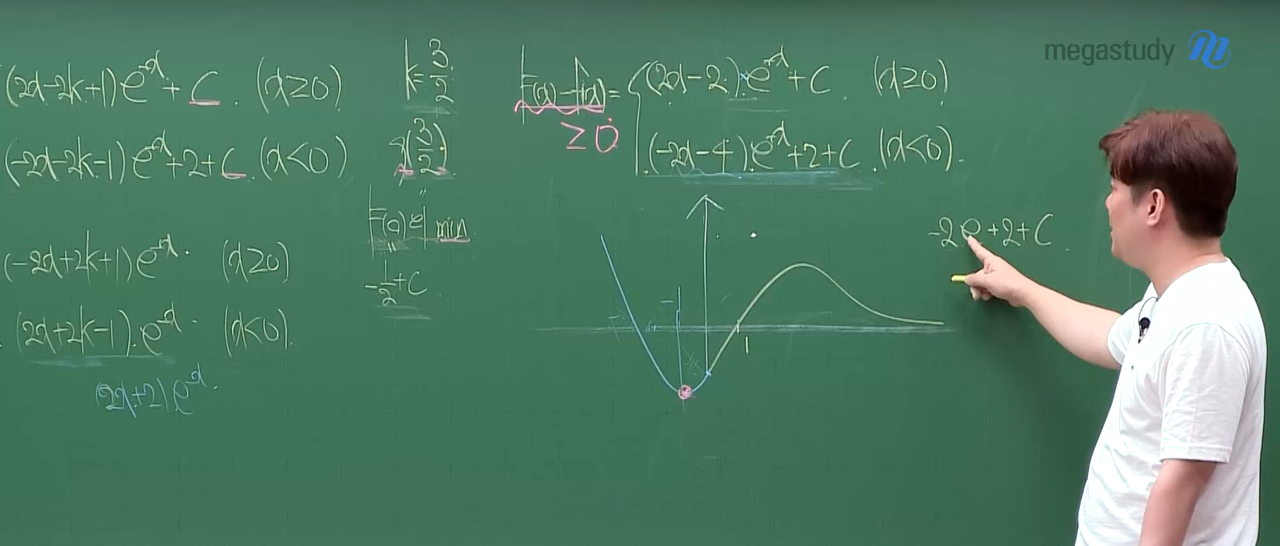 megastudy
(2x-2k+1)e^{-x} + C. (x≥0)
(-2x-2k-1)e^{-x}+2+C. (x<0)
(-2x+2k+1)e^{-x}. (x≥0)
(2x+2k-1).e^{-x}. (x<0).
(2x+2)e^{-x}.
k=3/2
g(3/2)
F(x)의 min
-1/2+C
F(x)-f(x) = { (2x-2).e^{-x}+C (x≥0)
(-2x-4)e^{-x}+2+C (x<0).
≥0
-2e+2+C
-1
1